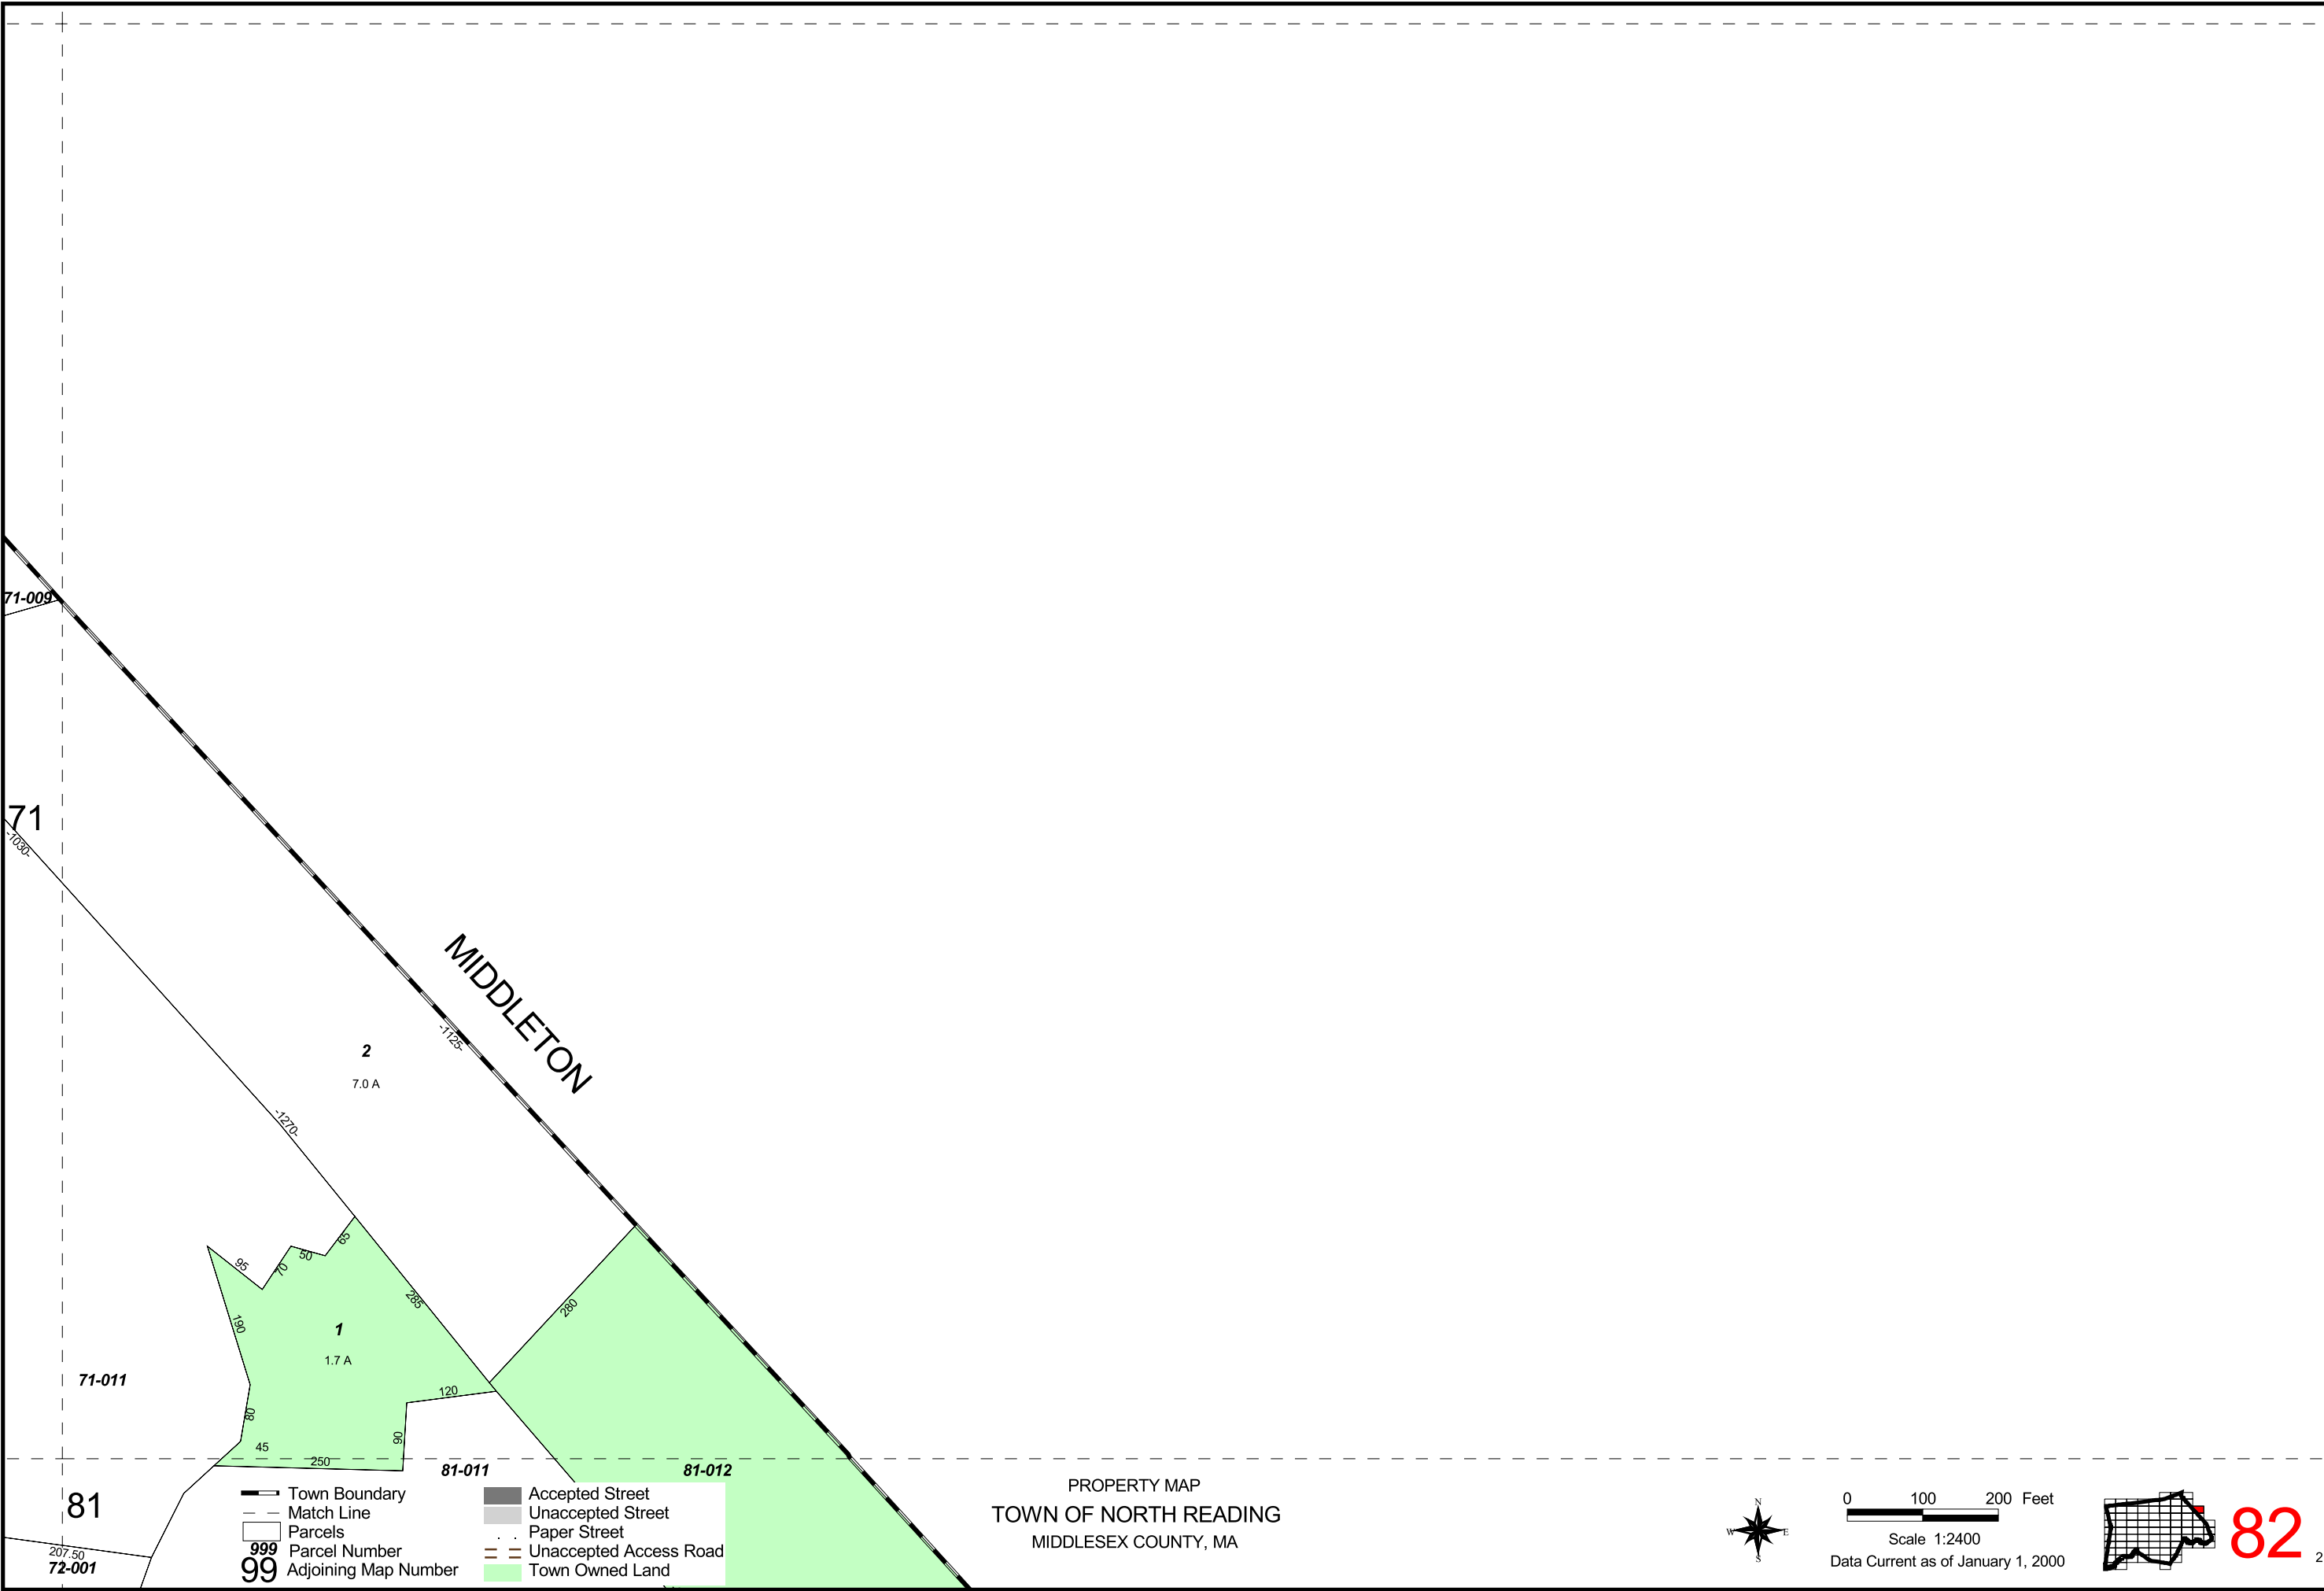 71-009
71
-1030-
MIDDLETON
-1125-
2
7.0 A
-1270-
65
50
95
70
285
280
190
1
1.7 A
71-011
120
80
90
45
250
81-011
81-012
81
207.50
72-001
Town Boundary
Match Line
Parcels
999 Parcel Number
99 Adjoining Map Number
Accepted Street
Unaccepted Street
Paper Street
Unaccepted Access Road
Town Owned Land
PROPERTY MAP
TOWN OF NORTH READING
MIDDLESEX COUNTY, MA
N
W E
S
0 100 200 Feet
Scale 1:2400
Data Current as of January 1, 2000
82
2